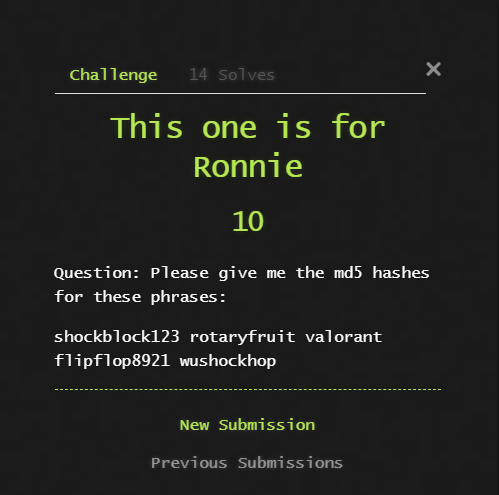 Challenge 14 Solves ×
This one is for
Ronnie
10
Question: Please give me the md5 hashes
for these phrases:
shockblock123 rotaryfruit valorant
flipflop8921 wushockhop
New Submission
Previous Submissions